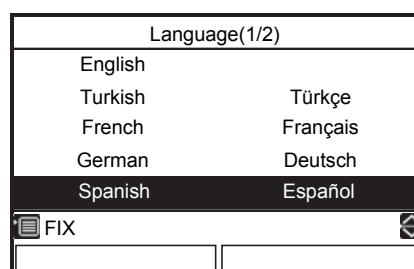 Language(1/2)
English
Turkish Türkçe
French Français
German Deutsch
Spanish Español
FIX